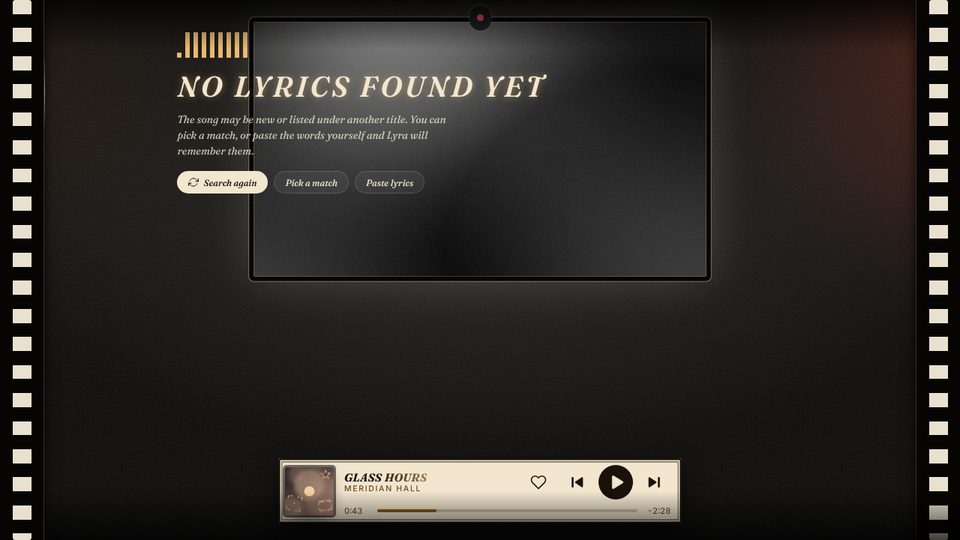 NO LYRICS FOUND YET
The song may be new or listed under another title. You can
pick a match, or paste the words yourself and Lyra will
remember them.
Search again
Pick a match
Paste lyrics
GLASS HOURS
MERIDIAN HALL
0:43
-2:28